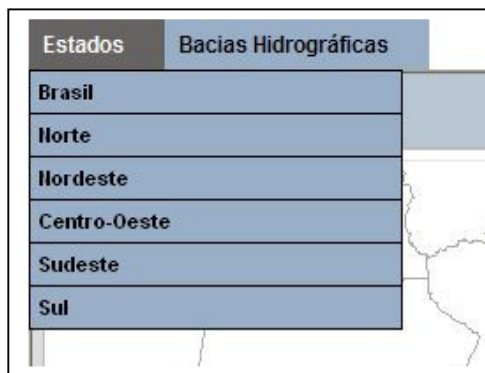 Estados Bacias Hidrográficas
Brasil
Norte
Nordeste
Centro-Oeste
Sudeste
Sul